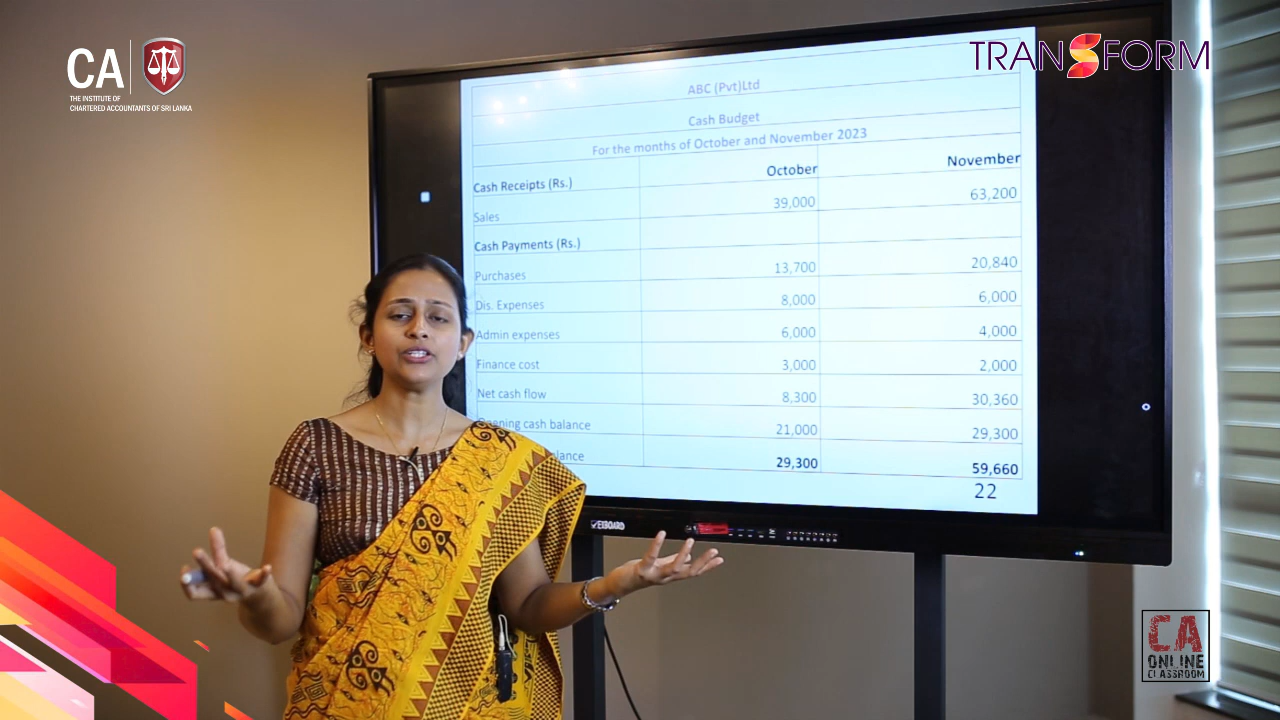 CA
THE INSTITUTE OF
CHARTERED ACCOUNTANTS OF SRI LANKA
TRANSFORM
ABC (Pvt)Ltd
Cash Budget
For the months of October and November 2023
Cash Receipts (Rs.) October November
Sales 39,000 63,200
Cash Payments (Rs.)
Purchases 13,700 20,840
Dis. Expenses 8,000 6,000
Admin expenses 6,000 4,000
Finance cost 3,000 2,000
Net cash flow 8,300 30,360
Opening cash balance 21,000 29,300
29,300 59,660
22
CA
ONLINE
CLASSROOM